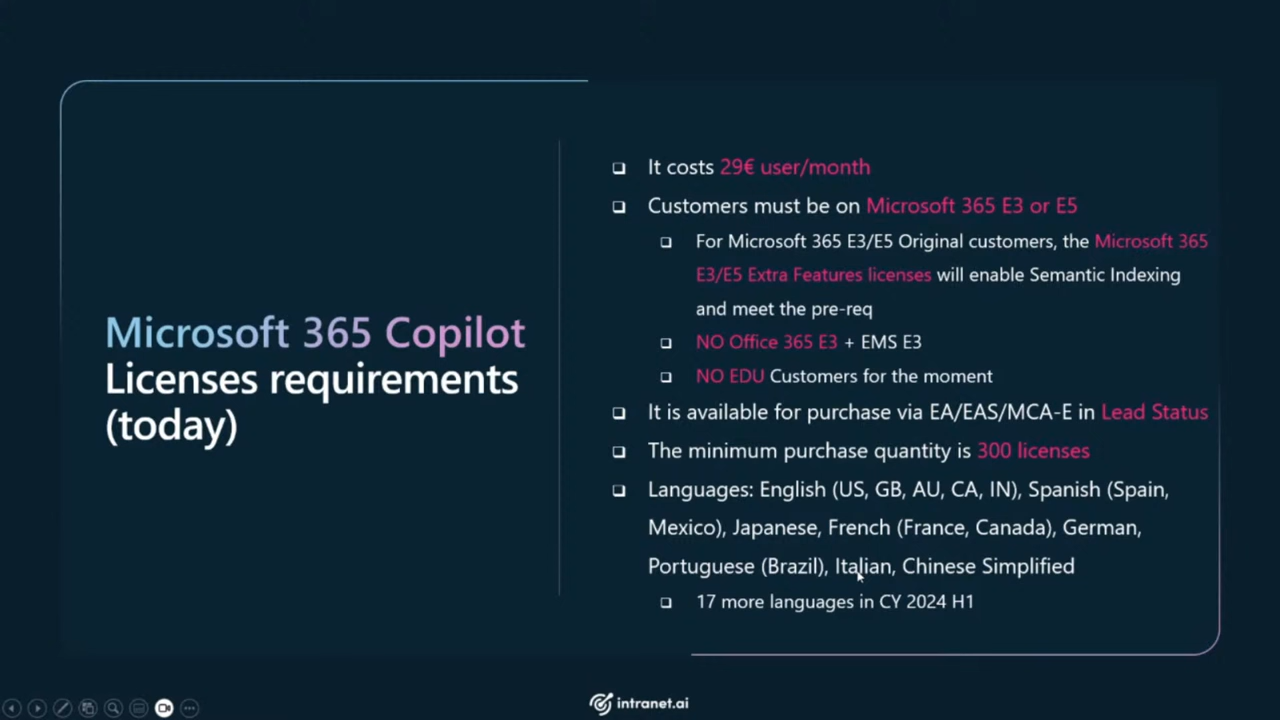 Microsoft 365 Copilot
Licenses requirements
(today)
It costs 29€ user/month
Customers must be on Microsoft 365 E3 or E5
For Microsoft 365 E3/E5 Original customers, the Microsoft 365
E3/E5 Extra Features licenses will enable Semantic Indexing
and meet the pre-req
NO Office 365 E3 + EMS E3
NO EDU Customers for the moment
It is available for purchase via EA/EAS/MCA-E in Lead Status
The minimum purchase quantity is 300 licenses
Languages: English (US, GB, AU, CA, IN), Spanish (Spain,
Mexico), Japanese, French (France, Canada), German,
Portuguese (Brazil), Italian, Chinese Simplified
17 more languages in CY 2024 H1
intranet.ai